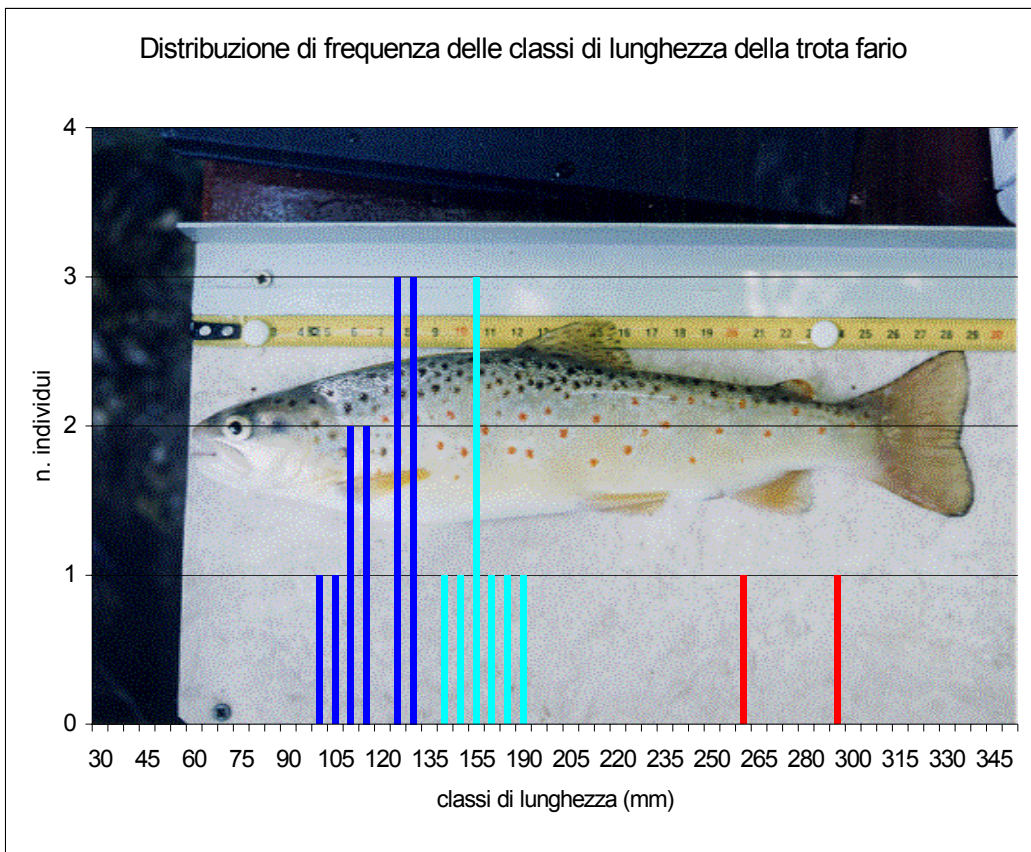 Distribuzione di frequenza delle classi di lunghezza della trota fario
4
3
2
1
0
n. individui
30 45 60 75 90 105 120 135 155 190 205 220 235 250 265 280 300 315 330 345
classi di lunghezza (mm)